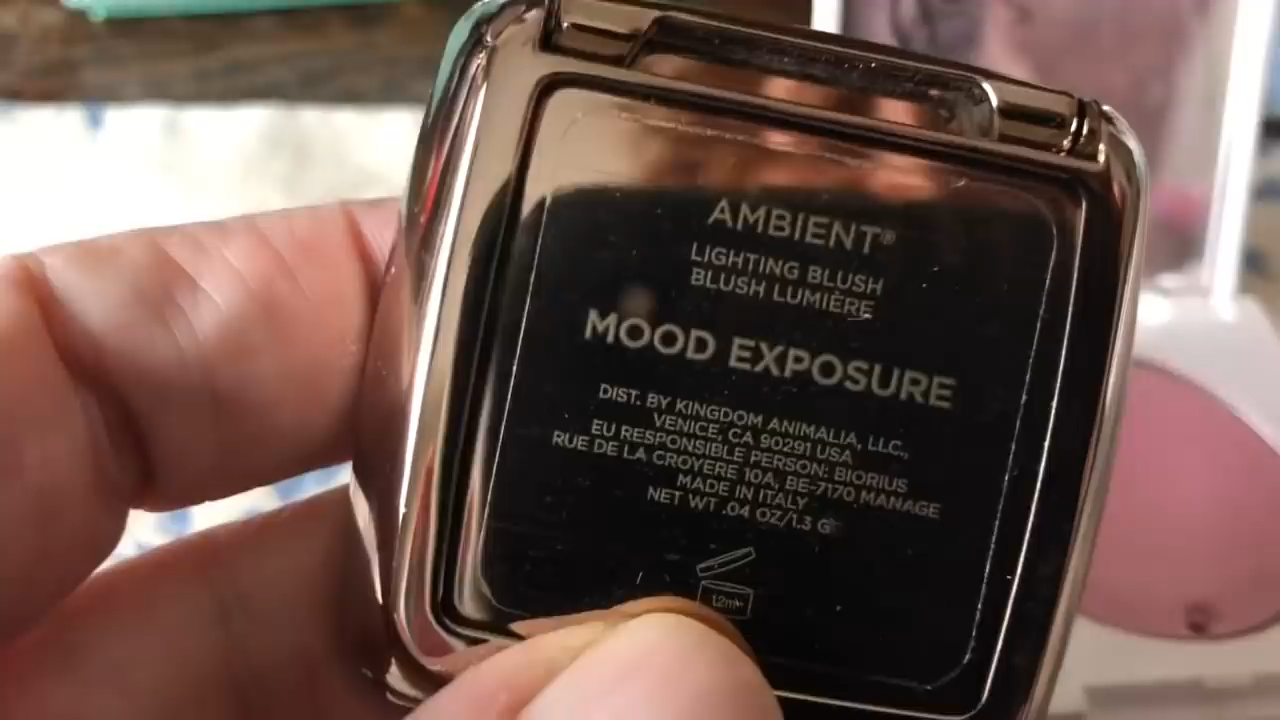 AMBIENT®
LIGHTING BLUSH
BLUSH LUMIÈRE
MOOD EXPOSURE
DIST. BY KINGDOM ANIMALIA, LLC.,
VENICE, CA 90291 USA
EU RESPONSIBLE PERSON: BIORIUS
RUE DE LA CROYERE 10A, BE-7170 MANAGE
MADE IN ITALY
NET WT .04 OZ/1.3 G
12m